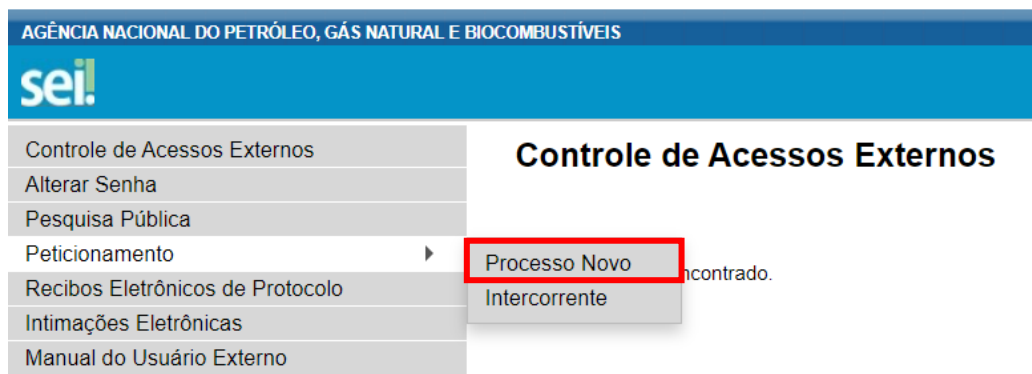 AGÊNCIA NACIONAL DO PETRÓLEO, GÁS NATURAL E BIOCOMBUSTÍVEIS
sei!
Controle de Acessos Externos
Alterar Senha
Pesquisa Pública
Peticionamento
Recibos Eletrônicos de Protocolo
Intimações Eletrônicas
Manual do Usuário Externo
Processo Novo
Intercorrente
Controle de Acessos Externos
ncontrado.